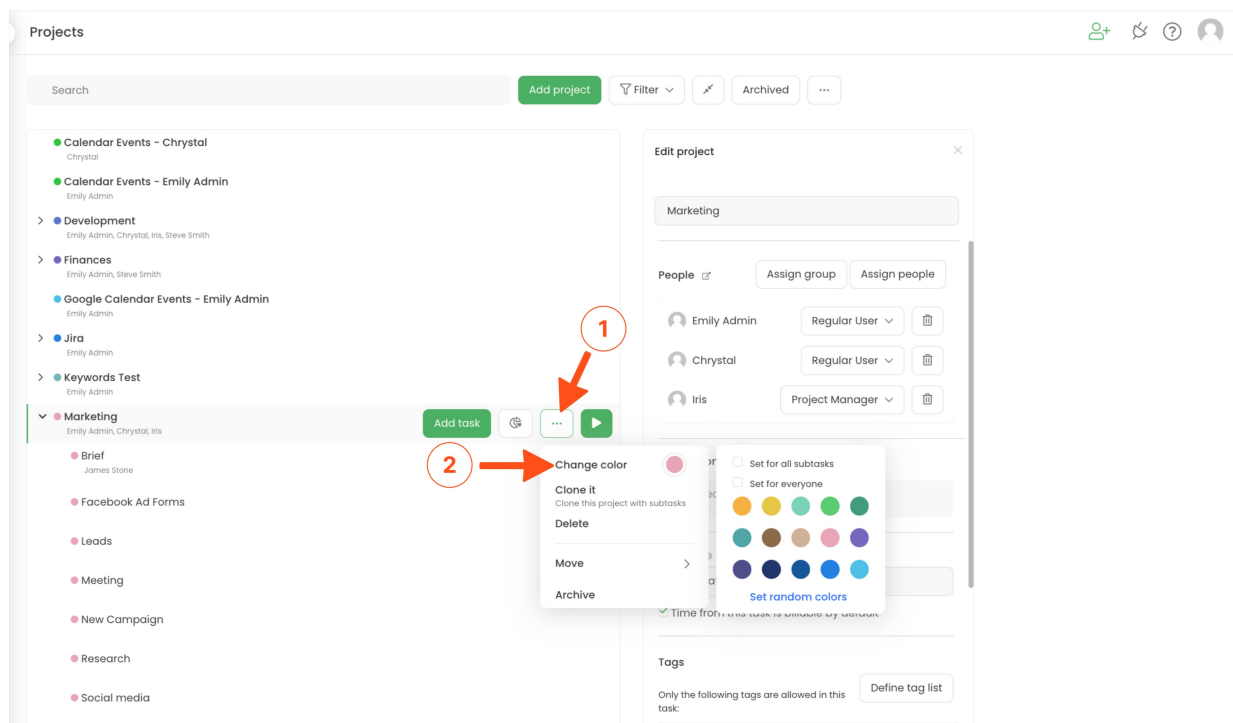 Projects
Search
Add project
Filter
Archived
Calendar Events - Chrystal
Chrystal
Calendar Events - Emily Admin
Emily Admin
Development
Emily Admin, Chrystal, Iris, Steve Smith
Finances
Emily Admin, Steve Smith
Google Calendar Events - Emily Admin
Emily Admin
Jira
Emily Admin
Keywords Test
Emily Admin
Marketing
Emily Admin, Chrystal, Iris
Add task
Brief
James Stone
Facebook Ad Forms
Leads
Meeting
New Campaign
Research
Social media
1
2
Change color
Clone it
Clone this project with subtasks
Delete
Move
Archive
Set for all subtasks
Set for everyone
Set random colors
Edit project
Marketing
People
Assign group
Assign people
Emily Admin
Regular User
Chrystal
Regular User
Iris
Project Manager
Time from this task is billable by default
Tags
Only the following tags are allowed in this
task:
Define tag list